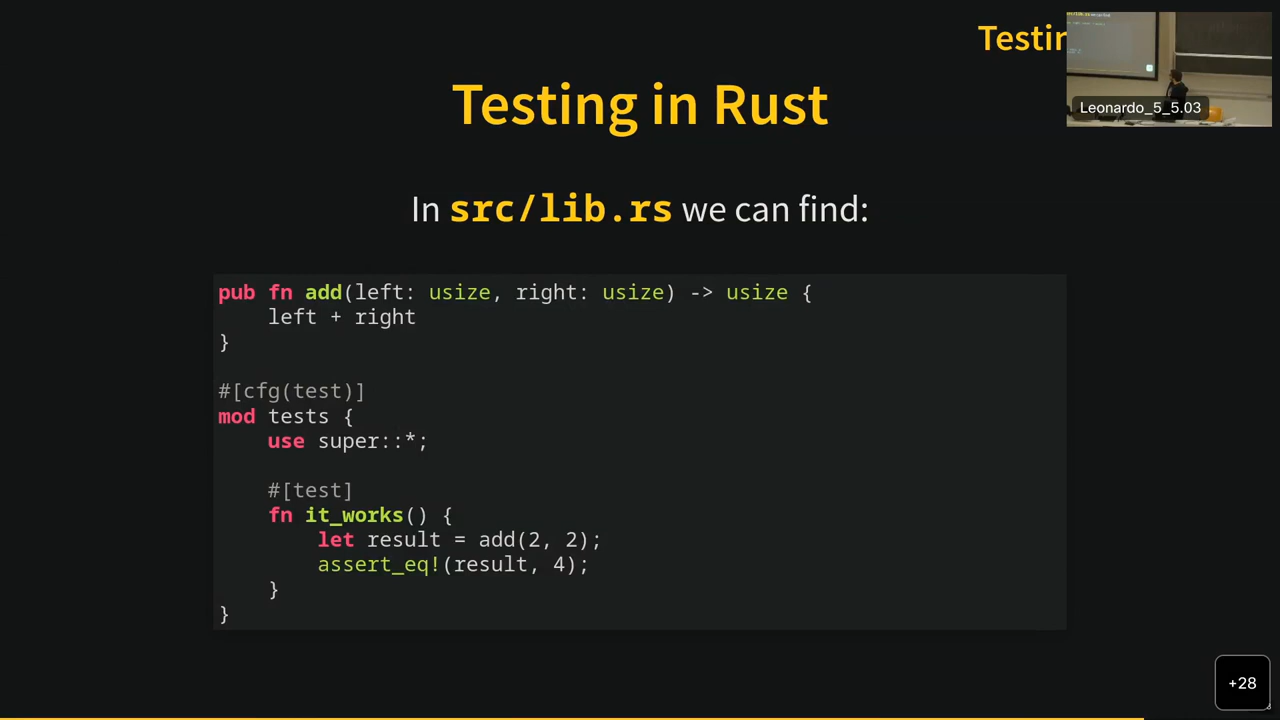 Testin
Leonardo_5_5.03
Testing in Rust
In src/lib.rs we can find:
pub fn add(left: usize, right: usize) -> usize {
    left + right
}
#[cfg(test)]
mod tests {
    use super::*;
    #[test]
    fn it_works() {
        let result = add(2, 2);
        assert_eq!(result, 4);
    }
}
+28